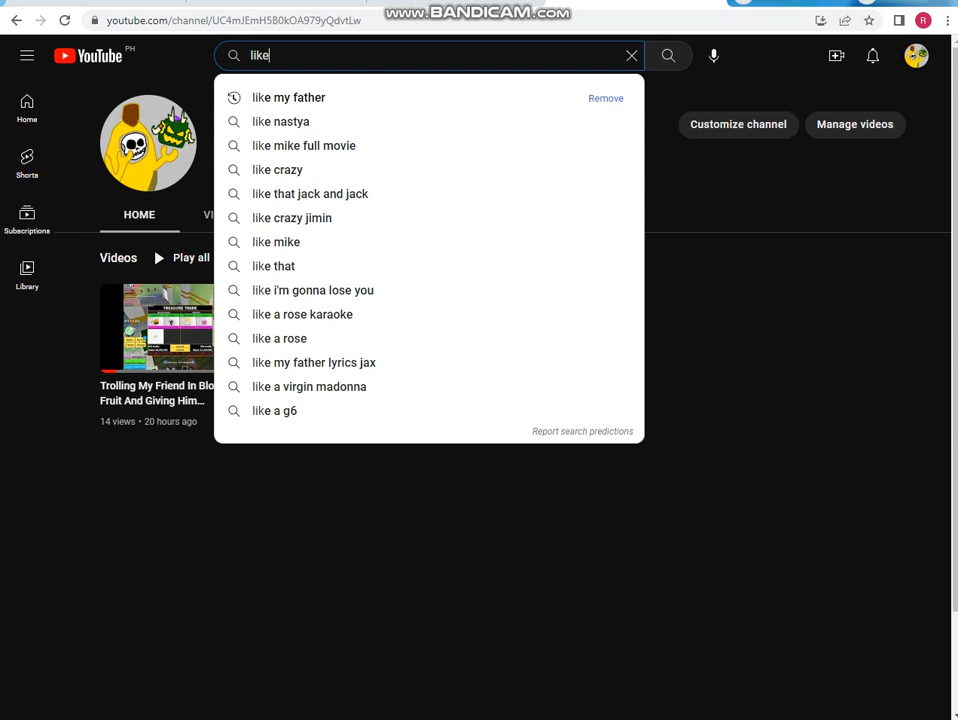 www.BANDICAM.com
youtube.com/channel/UC4mJEmH5B0kOA979yQdvtLw
R
YouTube PH
like
like my father Remove
like nastya
like mike full movie
like crazy
like that jack and jack
like crazy jimin
like mike
like that
like i'm gonna lose you
like a rose karaoke
like a rose
like my father lyrics jax
like a virgin madonna
like a g6
Report search predictions
Home
Shorts
Subscriptions
Library
Customize channel
Manage videos
HOME VI
Videos Play all
TREASURE TRADE
Trolling My Friend In Blo
Fruit And Giving Him...
14 views • 20 hours ago